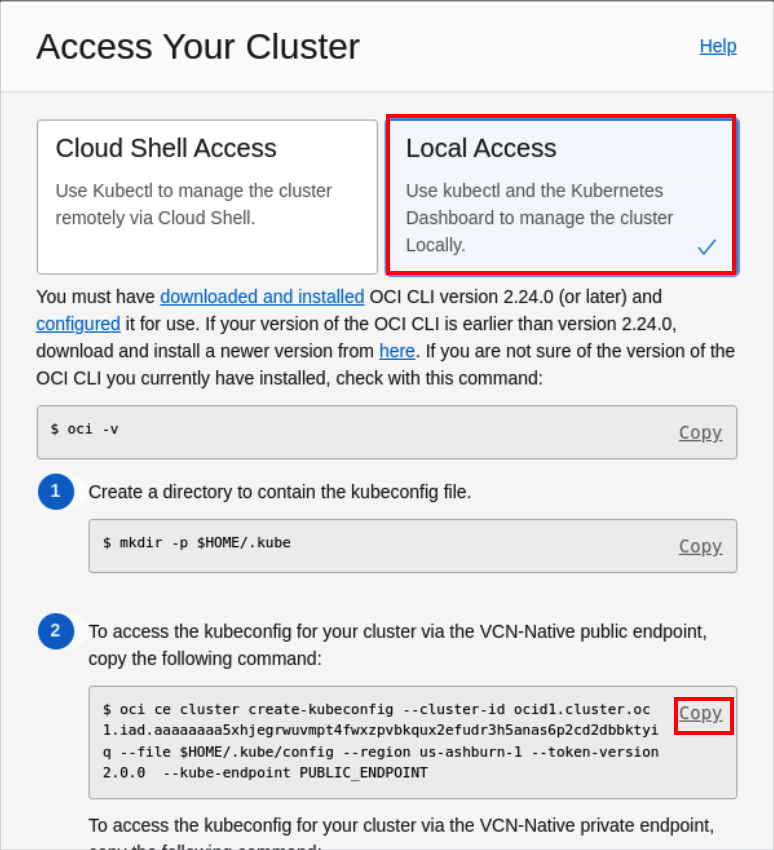 Access Your Cluster
Help
Cloud Shell Access
Use Kubectl to manage the cluster
remotely via Cloud Shell.
Local Access
Use kubectl and the Kubernetes
Dashboard to manage the cluster
Locally.
You must have downloaded and installed OCI CLI version 2.24.0 (or later) and
configured it for use. If your version of the OCI CLI is earlier than version 2.24.0,
download and install a newer version from here. If you are not sure of the version of the
OCI CLI you currently have installed, check with this command:
$ oci -v
Copy
1
Create a directory to contain the kubeconfig file.
$ mkdir -p $HOME/.kube
Copy
2
To access the kubeconfig for your cluster via the VCN-Native public endpoint,
copy the following command:
$ oci ce cluster create-kubeconfig --cluster-id ocid1.cluster.oc
1.iad.aaaaaaaa5xhjegrwuvmpt4fwxzpvbkqux2efudr3h5anas6p2cd2dbbktyi
q --file $HOME/.kube/config --region us-ashburn-1 --token-version
2.0.0  --kube-endpoint PUBLIC_ENDPOINT
Copy
To access the kubeconfig for your cluster via the VCN-Native private endpoint,
copy the following command: